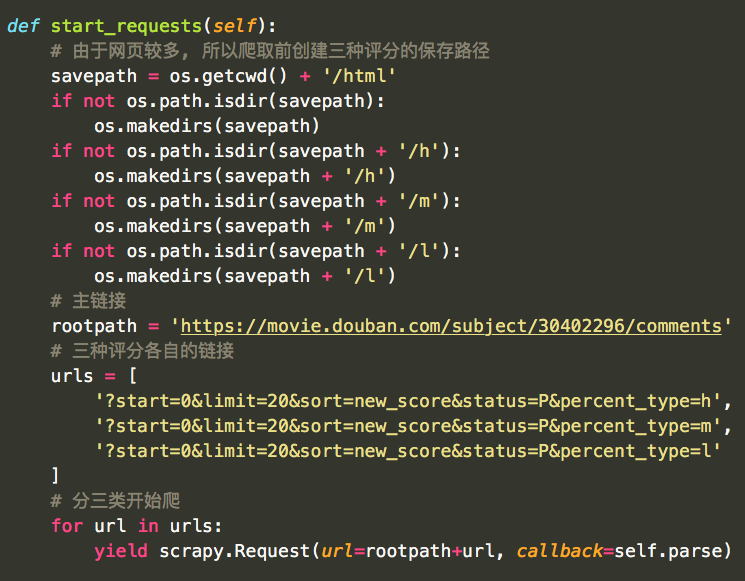 def start_requests(self):
    # 由于网页较多, 所以爬取前创建三种评分的保存路径
    savepath = os.getcwd() + '/html'
    if not os.path.isdir(savepath):
        os.makedirs(savepath)
    if not os.path.isdir(savepath + '/h'):
        os.makedirs(savepath + '/h')
    if not os.path.isdir(savepath + '/m'):
        os.makedirs(savepath + '/m')
    if not os.path.isdir(savepath + '/l'):
        os.makedirs(savepath + '/l')
    # 主链接
    rootpath = 'https://movie.douban.com/subject/30402296/comments'
    # 三种评分各自的链接
    urls = [
        '?start=0&limit=20&sort=new_score&status=P&percent_type=h',
        '?start=0&limit=20&sort=new_score&status=P&percent_type=m',
        '?start=0&limit=20&sort=new_score&status=P&percent_type=l'
    ]
    # 分三类开始爬
    for url in urls:
        yield scrapy.Request(url=rootpath+url, callback=self.parse)